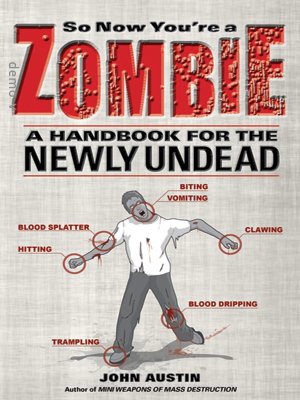 So Now You're a
ZOMBIE
A HANDBOOK FOR THE
NEWLY UNDEAD
BITING
VOMITING
BLOOD SPLATTER
CLAWING
HITTING
BLOOD DRIPPING
TRAMPLING
JOHN AUSTIN
Author of MINI WEAPONS OF MASS DESTRUCTION